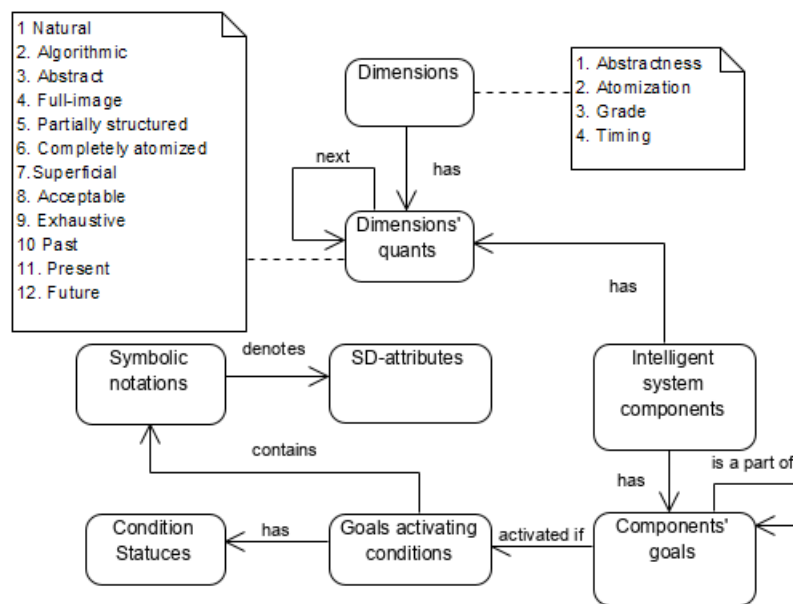 1 Natural
2. Algorithmic
3. Abstract
4. Full-image
5. Partially structured
6. Completely atomized
7.Superficial
8. Acceptable
9. Exhaustive
10 Past
11. Present
12. Future
Dimensions
1. Abstractness
2. Atomization
3. Grade
4. Timing
next
has
Dimensions'
quants
has
Symbolic
notations
denotes
SD-attributes
Intelligent
system
components
contains
has
is a part of
Condition
Statuces
has
Goals activating
conditions
activated if
Components'
goals